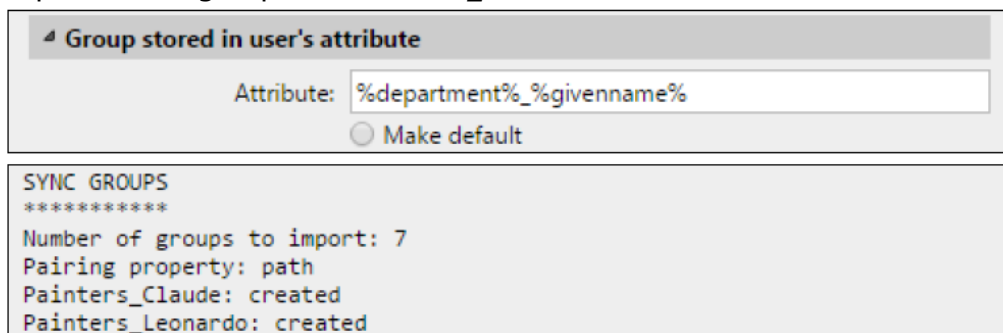 Group stored in user's attribute
Attribute: %department%_%givenname%
Make default
SYNC GROUPS
***********
Number of groups to import: 7
Pairing property: path
Painters_Claude: created
Painters_Leonardo: created